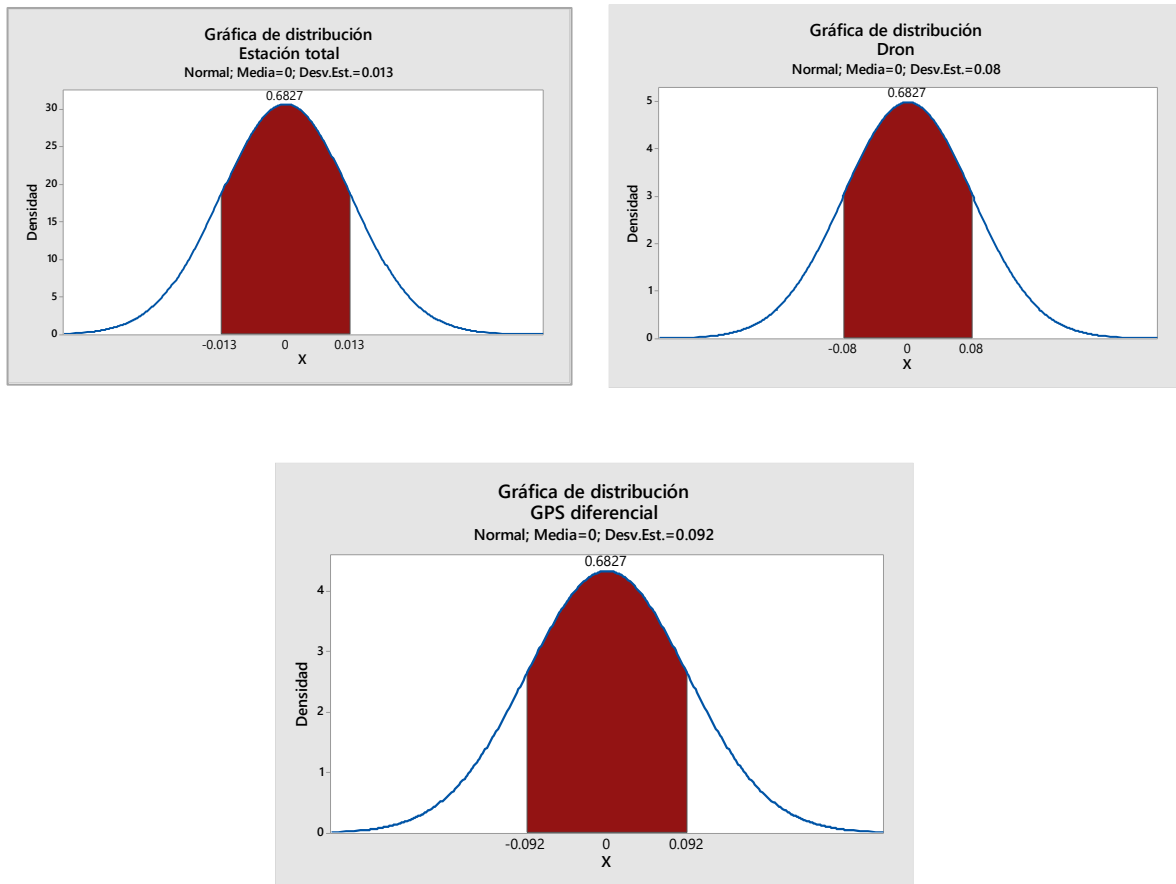 Gráfica de distribución
Estación total
Normal; Media=0; Desv.Est.=0.013
0.6827
30
25
20
15
10
5
0
Densidad
-0.013
0
0.013
X
Gráfica de distribución
Dron
Normal; Media=0; Desv.Est.=0.08
0.6827
5
4
3
2
1
0
Densidad
-0.08
0
0.08
X
Gráfica de distribución
GPS diferencial
Normal; Media=0; Desv.Est.=0.092
0.6827
4
3
2
1
0
Densidad
-0.092
0
0.092
X